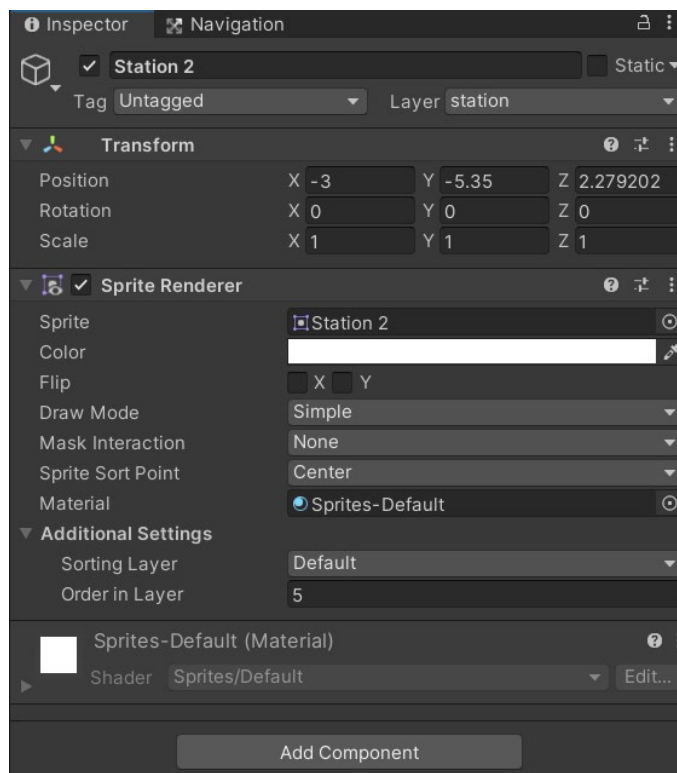 Inspector Navigation
Station 2 Static
Tag Untagged Layer station
Transform
Position X -3 Y -5.35 Z 2.279202
Rotation X 0 Y 0 Z 0
Scale X 1 Y 1 Z 1
Sprite Renderer
Sprite Station 2
Color
Flip X Y
Draw Mode Simple
Mask Interaction None
Sprite Sort Point Center
Material Sprites-Default
Additional Settings
Sorting Layer Default
Order in Layer 5
Sprites-Default (Material)
Shader Sprites/Default Edit...
Add Component